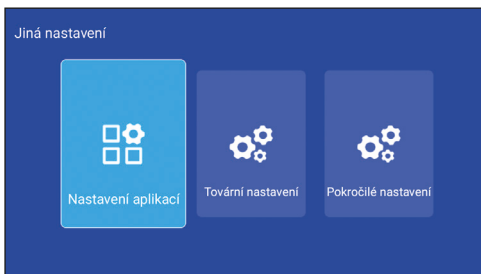 Jiná nastavení
Nastavení aplikací
Tovární nastavení
Pokročilé nastavení